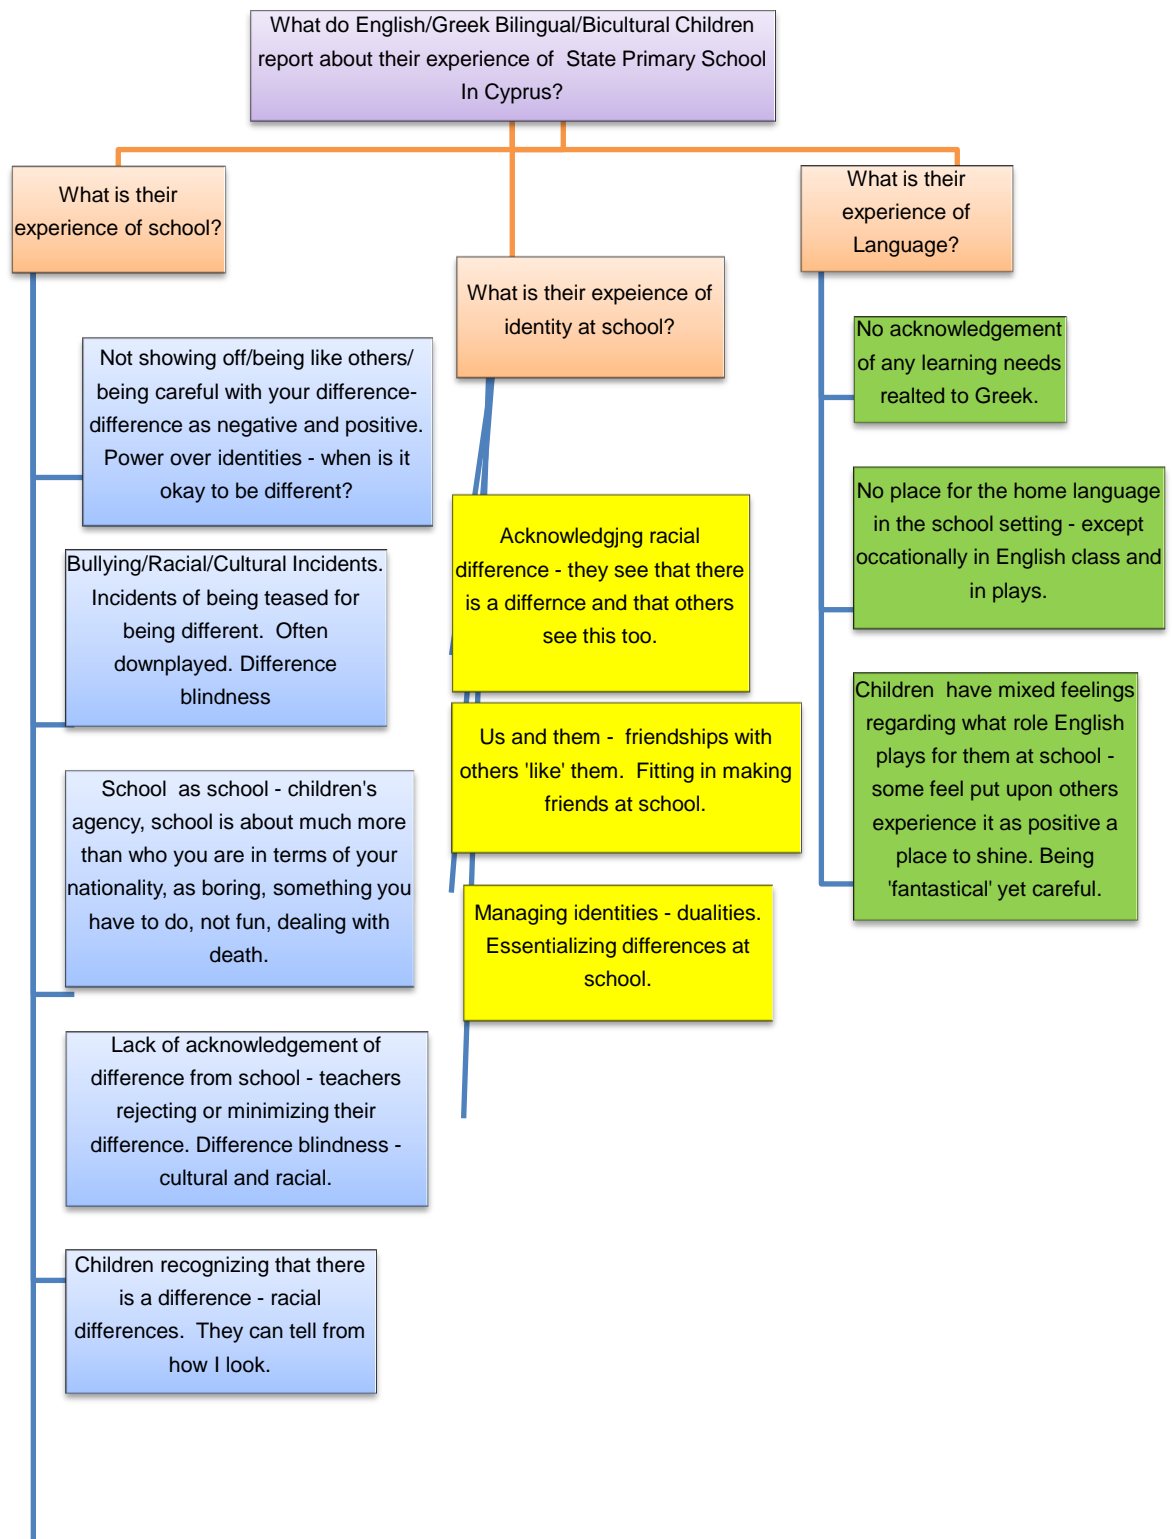 What do English/Greek Bilingual/Bicultural Children
report about their experience of  State Primary School
In Cyprus?
What is their
experience of school?
Not showing off/being like others/
being careful with your difference-
difference as negative and positive.
Power over identities - when is it
okay to be different?
Bullying/Racial/Cultural Incidents.
Incidents of being teased for
being different.  Often
downplayed. Difference
blindness
School  as school - children's
agency, school is about much more
than who you are in terms of your
nationality, as boring, something you
have to do, not fun, dealing with
death.
Lack of acknowledgement of
difference from school - teachers
rejecting or minimizing their
difference. Difference blindness -
cultural and racial.
Children recognizing that there
is a difference - racial
differences.  They can tell from
how I look.
What is their expeience of
identity at school?
Acknowledgjng racial
difference - they see that there
is a differnce and that others
see this too.
Us and them -  friendships with
others 'like' them.  Fitting in making
friends at school.
Managing identities - dualities.
Essentializing differences at
school.
What is their
experience of
Language?
No acknowledgement
of any learning needs
realted to Greek.
No place for the home language
in the school setting - except
occationally in English class and
in plays.
Children  have mixed feelings
regarding what role English
plays for them at school -
some feel put upon others
experience it as positive a
place to shine. Being
'fantastical' yet careful.